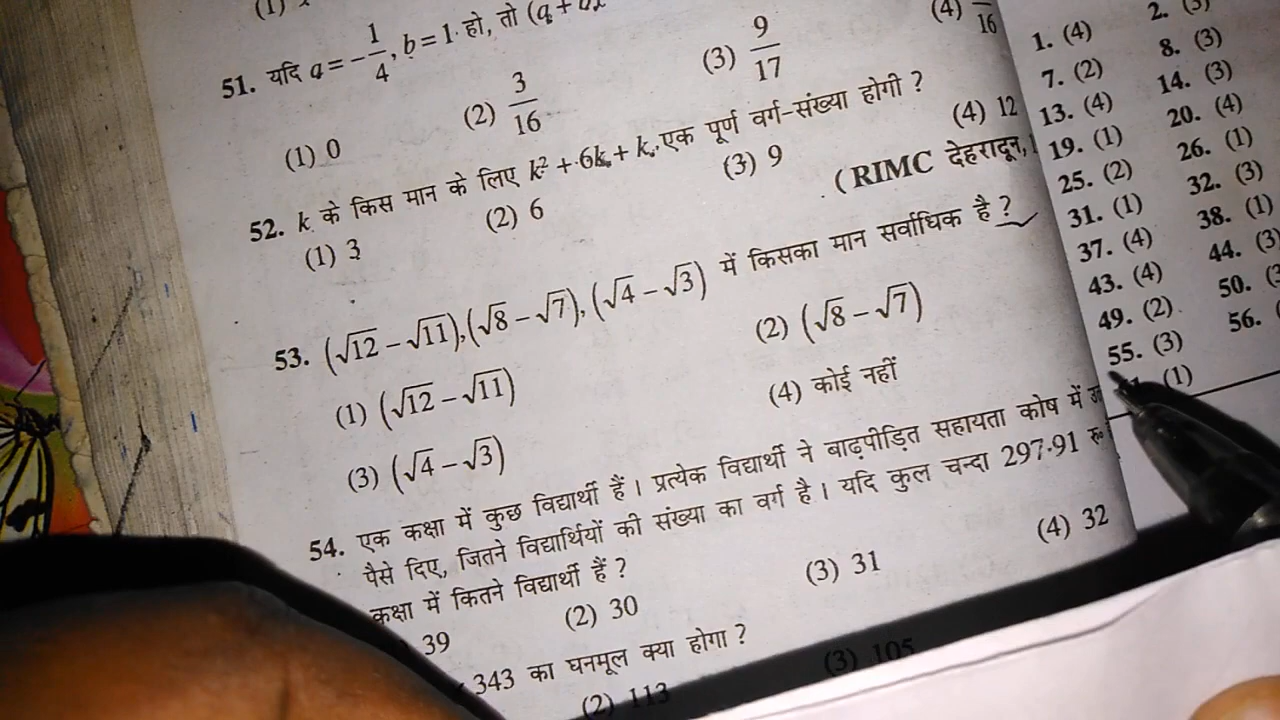 (1)
51. यदि a = -1/4, b = 1 हो, तो (a +
(1) 0 (2) 3/16 (3) 9/17 (4) /16
52. k के किस मान के लिए k² + 6k + k एक पूर्ण वर्ग-संख्या होगी ?
(1) 3 (2) 6 (3) 9 (4) 12
(RIMC देहरादून,
53. (√12 - √11), (√8 - √7), (√4 - √3) में किसका मान सर्वाधिक है ?
(1) (√12 - √11) (2) (√8 - √7)
(3) (√4 - √3) (4) कोई नहीं
54. एक कक्षा में कुछ विद्यार्थी हैं । प्रत्येक विद्यार्थी ने बाढ़पीड़ित सहायता कोष में
पैसे दिए, जितने विद्यार्थियों की संख्या का वर्ग है । यदि कुल चन्दा 297·91 रु॰
कक्षा में कितने विद्यार्थी हैं ?
39 (2) 30 (3) 31 (4) 32
343 का घनमूल क्या होगा ?
(2) 113 (3) 105
1. (4) 2. (3)
7. (2) 8. (3)
13. (4) 14. (3)
19. (1) 20. (4)
25. (2) 26. (1)
31. (1) 32. (3)
37. (4) 38. (1)
43. (4) 44. (3)
49. (2) 50.
55. (3) 56.
(1)